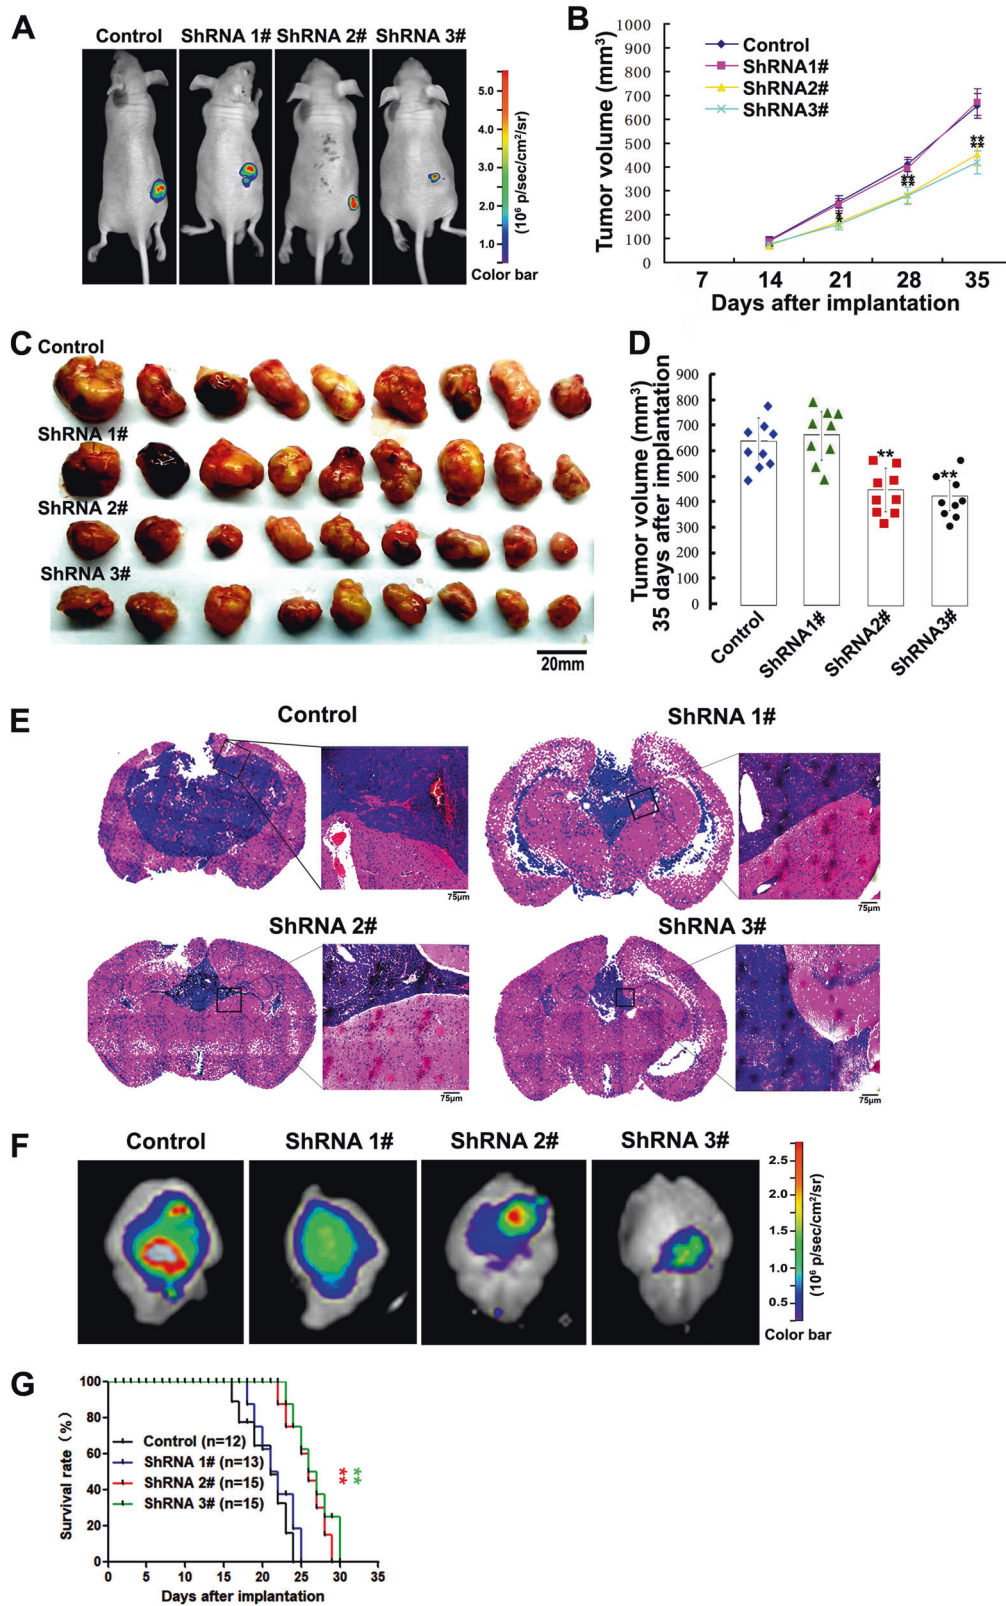 A
Control ShRNA 1# ShRNA 2# ShRNA 3#
5.0
4.0
3.0
2.0
1.0
(10⁶ p/sec/cm²/sr)
Color bar
B
Tumor volume (mm³)
1000
900
800
700
600
500
400
300
200
100
0
Control
ShRNA1#
ShRNA2#
ShRNA3#
*
*
**
**
**
**
7 14 21 28 35
Days after implantation
C
Control
ShRNA 1#
ShRNA 2#
ShRNA 3#
20mm
D
Tumor volume (mm³)
35 days after implantation
900
800
700
600
500
400
300
200
100
0
**
**
Control ShRNA1# ShRNA2# ShRNA3#
E
Control ShRNA 1#
75μm 75μm
ShRNA 2# ShRNA 3#
75μm 75μm
F
Control ShRNA 1# ShRNA 2# ShRNA 3#
2.5
2.0
1.5
1.0
0.5
(10⁶ p/sec/cm²/sr)
Color bar
G
Survival rate (%)
100
80
60
40
20
0
Control (n=12)
ShRNA 1# (n=13)
ShRNA 2# (n=15)
ShRNA 3# (n=15)
** **
0 5 10 15 20 25 30 35
Days after implantation